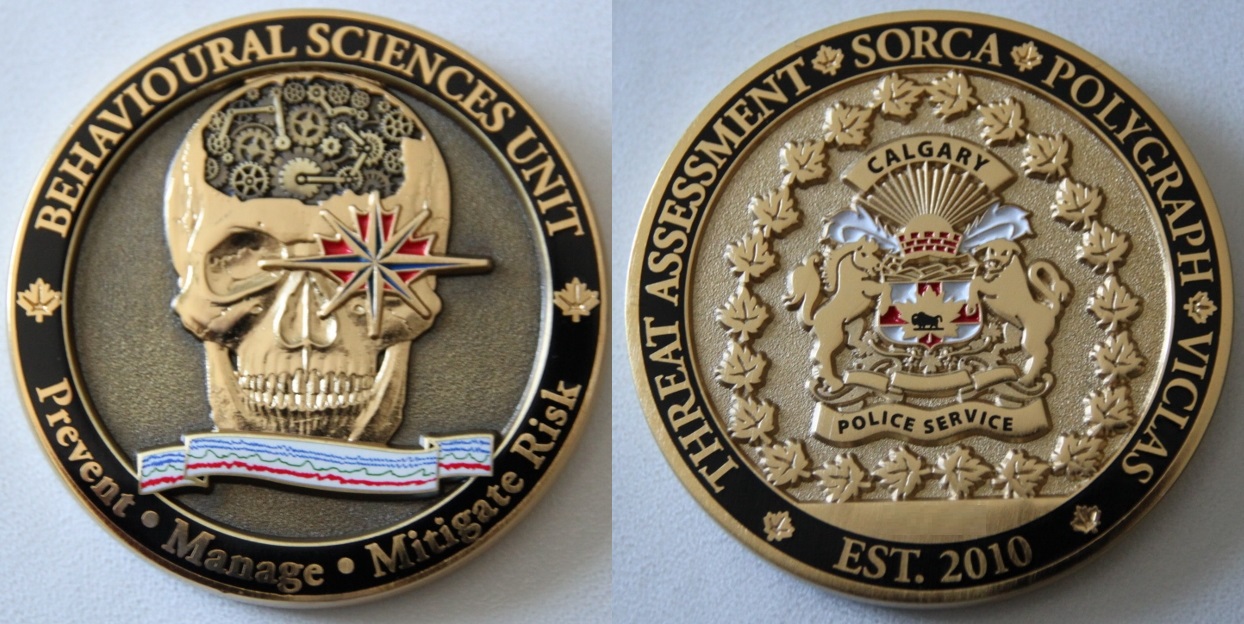 BEHAVIOURAL SCIENCES UNIT
Prevent • Manage • Mitigate Risk
THREAT ASSESSMENT SORCA POLYGRAPH VICLAS
CALGARY
POLICE SERVICE
EST. 2010